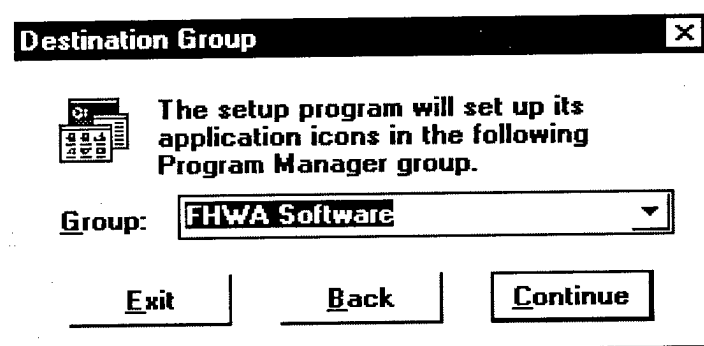 Destination Group
The setup program will set up its
application icons in the following
Program Manager group.
Group: FHWA Software
Exit Back Continue